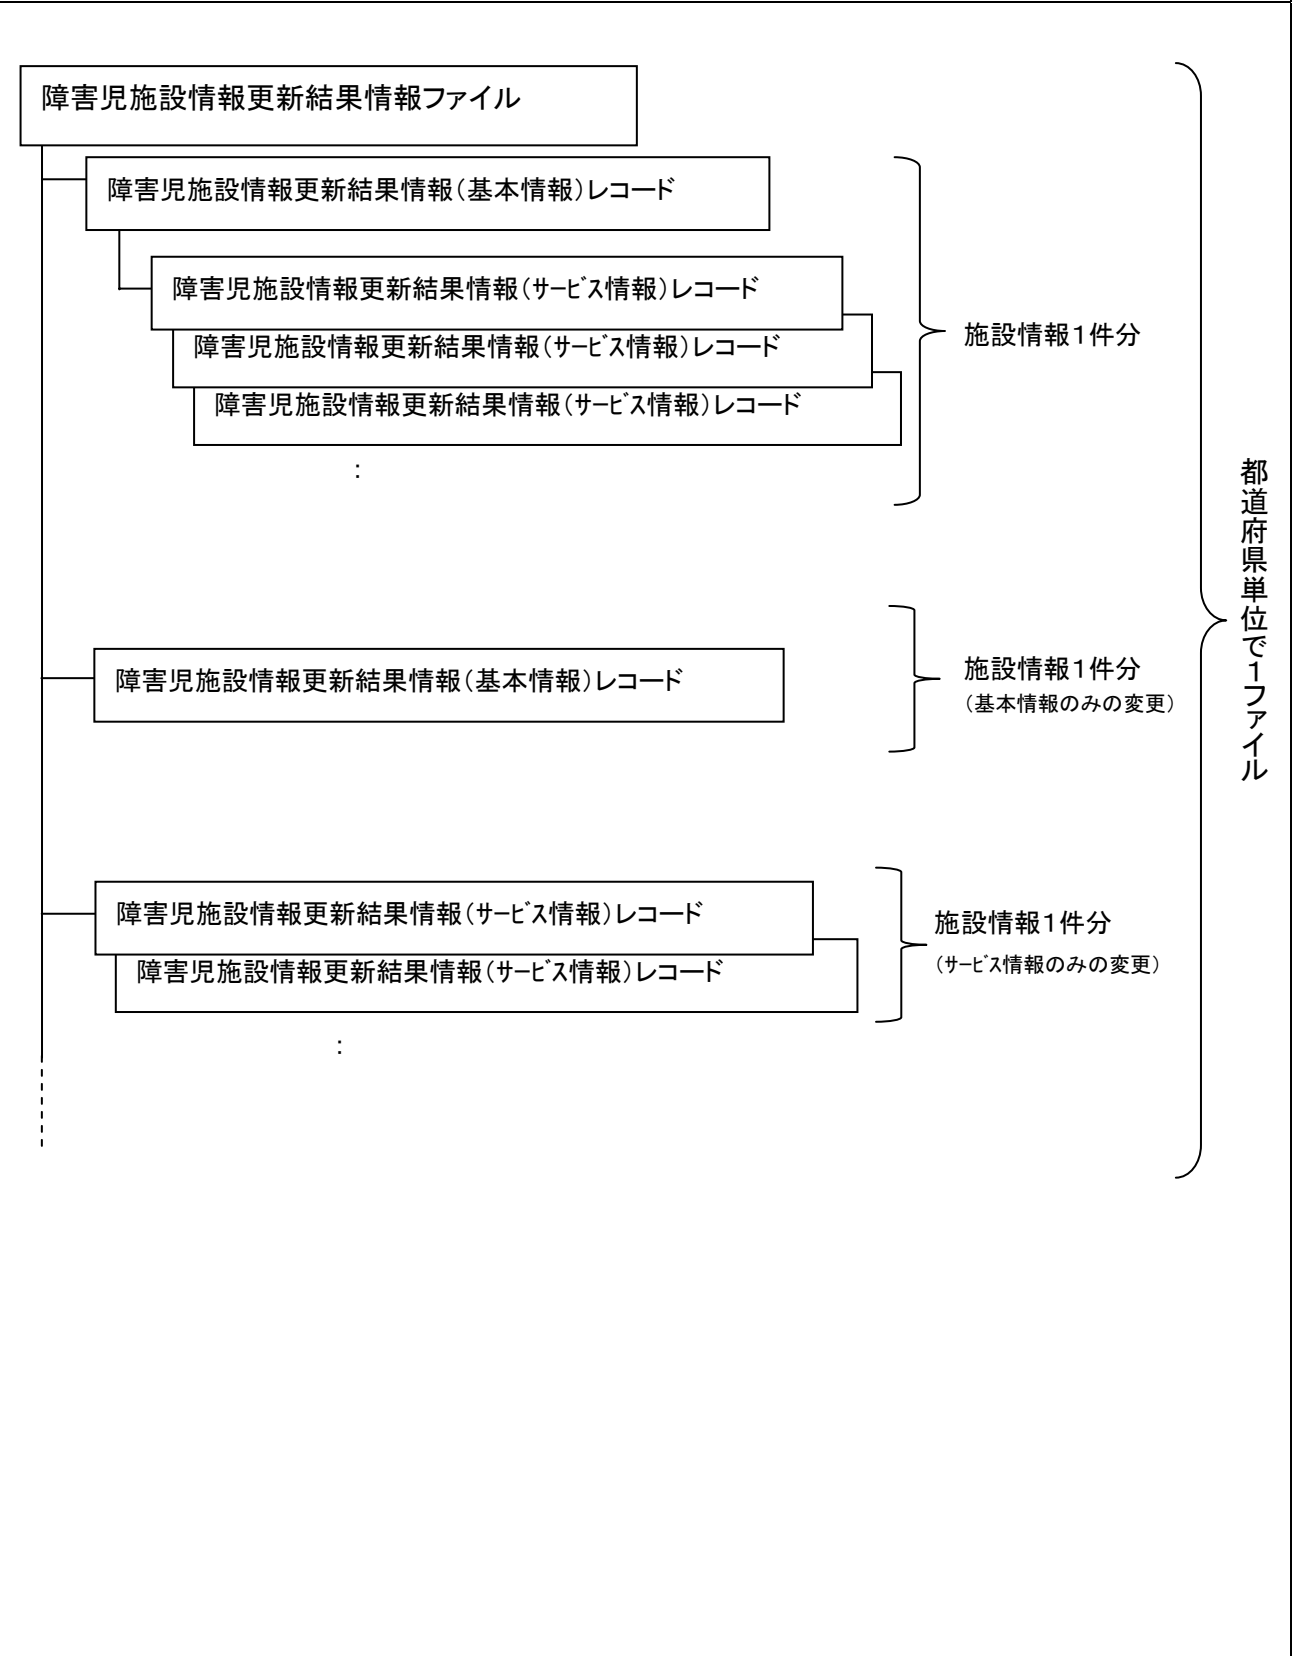 障害児施設情報更新結果情報ファイル
障害児施設情報更新結果情報（基本情報）レコード
障害児施設情報更新結果情報（ｻｰﾋﾞｽ情報）レコード
障害児施設情報更新結果情報（ｻｰﾋﾞｽ情報）レコード
障害児施設情報更新結果情報（ｻｰﾋﾞｽ情報）レコード
：
施設情報１件分
障害児施設情報更新結果情報（基本情報）レコード
施設情報１件分
（基本情報のみの変更）
障害児施設情報更新結果情報（ｻｰﾋﾞｽ情報）レコード
障害児施設情報更新結果情報（ｻｰﾋﾞｽ情報）レコード
：
施設情報１件分
（ｻｰﾋﾞｽ情報のみの変更）
都道府県単位で１ファイル